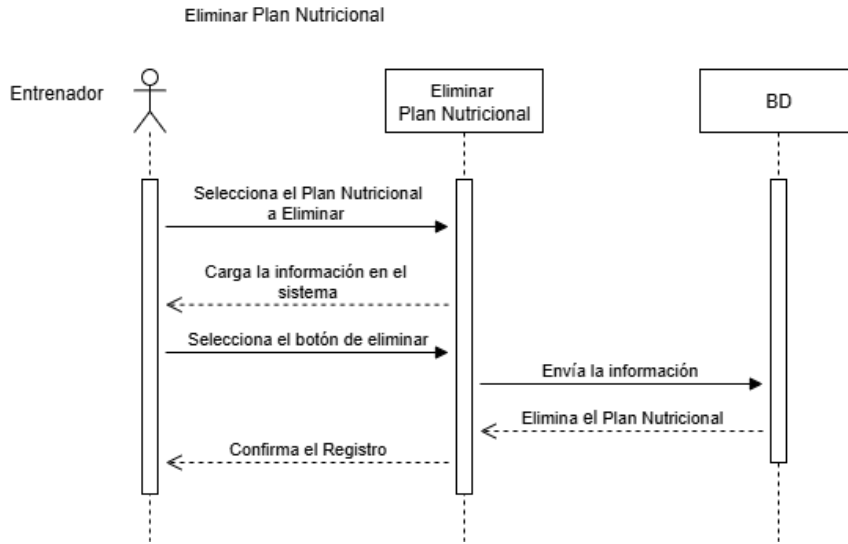 Eliminar Plan Nutricional
Entrenador
Eliminar
Plan Nutricional
BD
Selecciona el Plan Nutricional
a Eliminar
Carga la información en el
sistema
Selecciona el botón de eliminar
Envía la información
Elimina el Plan Nutricional
Confirma el Registro